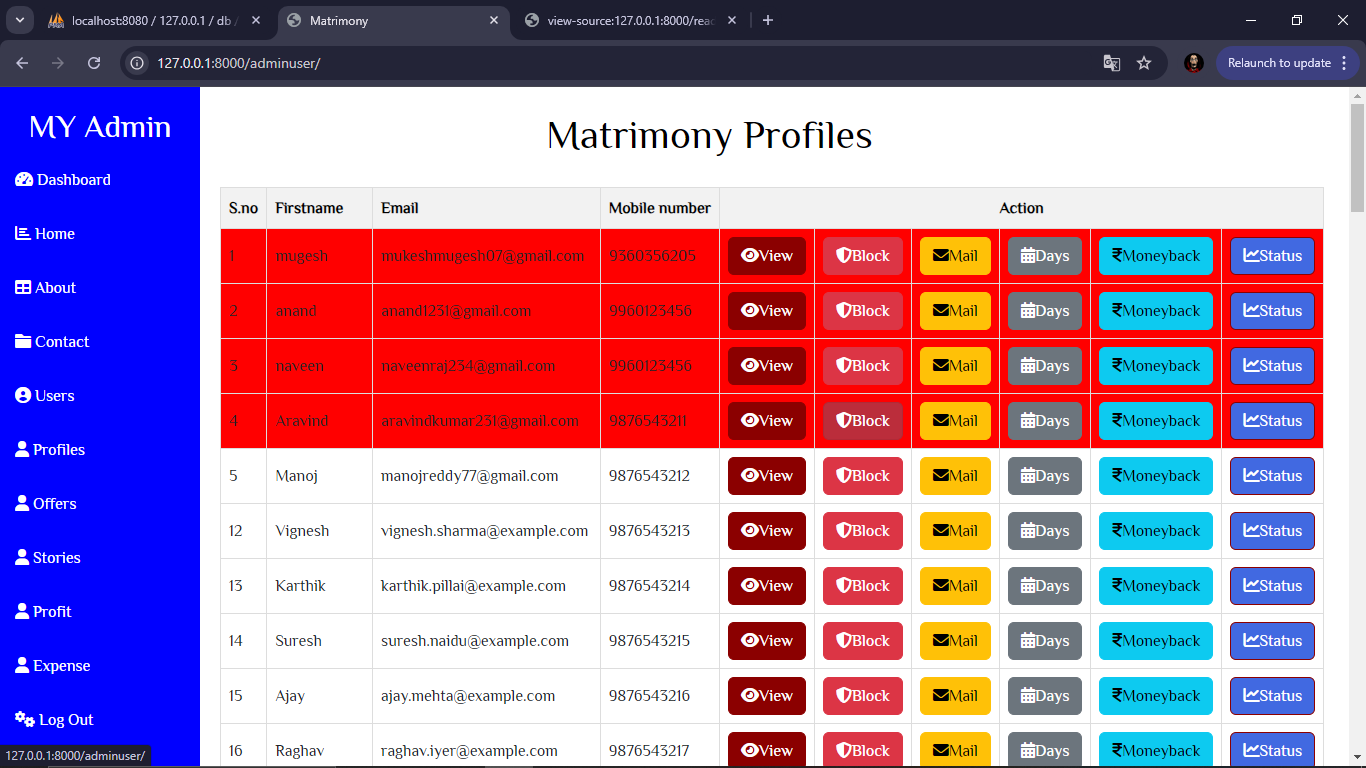 localhost:8080 / 127.0.0.1 / db /
Matrimony
view-source:127.0.0.1:8000/read
127.0.0.1:8000/adminuser/
Relaunch to update
MY Admin
Dashboard
Home
About
Contact
Users
Profiles
Offers
Stories
Profit
Expense
Log Out
Matrimony Profiles
S.no Firstname Email Mobile number Action
1 mugesh mukeshmugesh07@gmail.com 9360356205 View Block Mail Days Moneyback Status
2 anand anand1231@gmail.com 9960123456 View Block Mail Days Moneyback Status
3 naveen naveenraj234@gmail.com 9960123456 View Block Mail Days Moneyback Status
4 Aravind aravindkumar231@gmail.com 9876543211 View Block Mail Days Moneyback Status
5 Manoj manojreddy77@gmail.com 9876543212 View Block Mail Days Moneyback Status
12 Vignesh vignesh.sharma@example.com 9876543213 View Block Mail Days Moneyback Status
13 Karthik karthik.pillai@example.com 9876543214 View Block Mail Days Moneyback Status
14 Suresh suresh.naidu@example.com 9876543215 View Block Mail Days Moneyback Status
15 Ajay ajay.mehta@example.com 9876543216 View Block Mail Days Moneyback Status
16 Raghav raghav.iyer@example.com 9876543217 View Block Mail Days Moneyback Status
127.0.0.1:8000/adminuser/